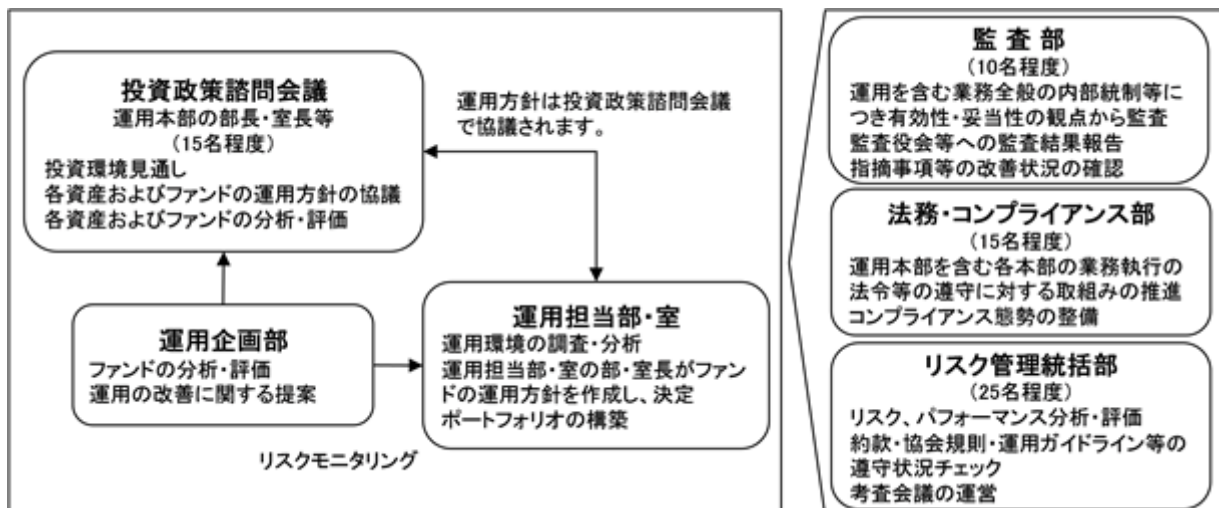 投資政策諮問会議
運用本部の部長・室長等
(15名程度)
投資環境見通し
各資産およびファンドの運用方針の協議
各資産およびファンドの分析・評価
運用方針は投資政策諮問会議
で協議されます。
運用企画部
ファンドの分析・評価
運用の改善に関する提案
運用担当部・室
運用環境の調査・分析
運用担当部・室の部・室長がファン
ドの運用方針を作成し、決定
ポートフォリオの構築
リスクモニタリング
監 査 部
(10名程度)
運用を含む業務全般の内部統制等に
つき有効性・妥当性の観点から監査
監査役会等への監査結果報告
指摘事項等の改善状況の確認
法務・コンプライアンス部
(15名程度)
運用本部を含む各本部の業務執行の
法令等の遵守に対する取組みの推進
コンプライアンス態勢の整備
リスク管理統括部
(25名程度)
リスク、パフォーマンス分析・評価
約款・協会規則・運用ガイドライン等の
遵守状況チェック
考査会議の運営